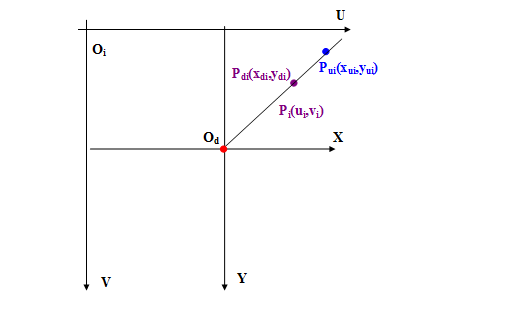 U
Oi
Pdi(xdi,ydi)
Pui(xui,yui)
Pi(ui,vi)
Od
X
V
Y